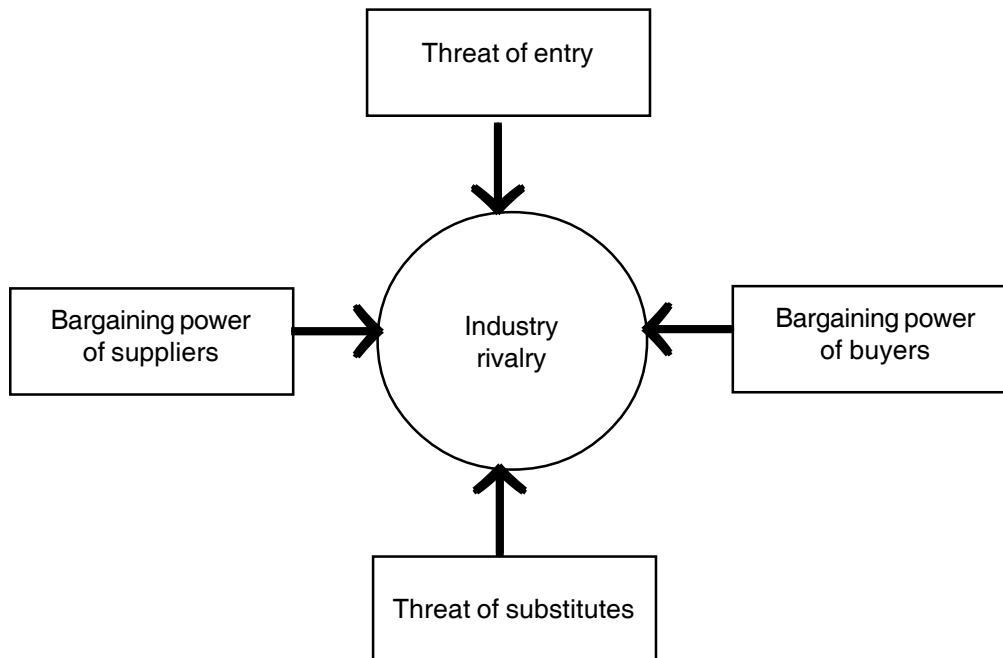 Threat of entry
Bargaining power
of suppliers
Industry
rivalry
Bargaining power
of buyers
Threat of substitutes